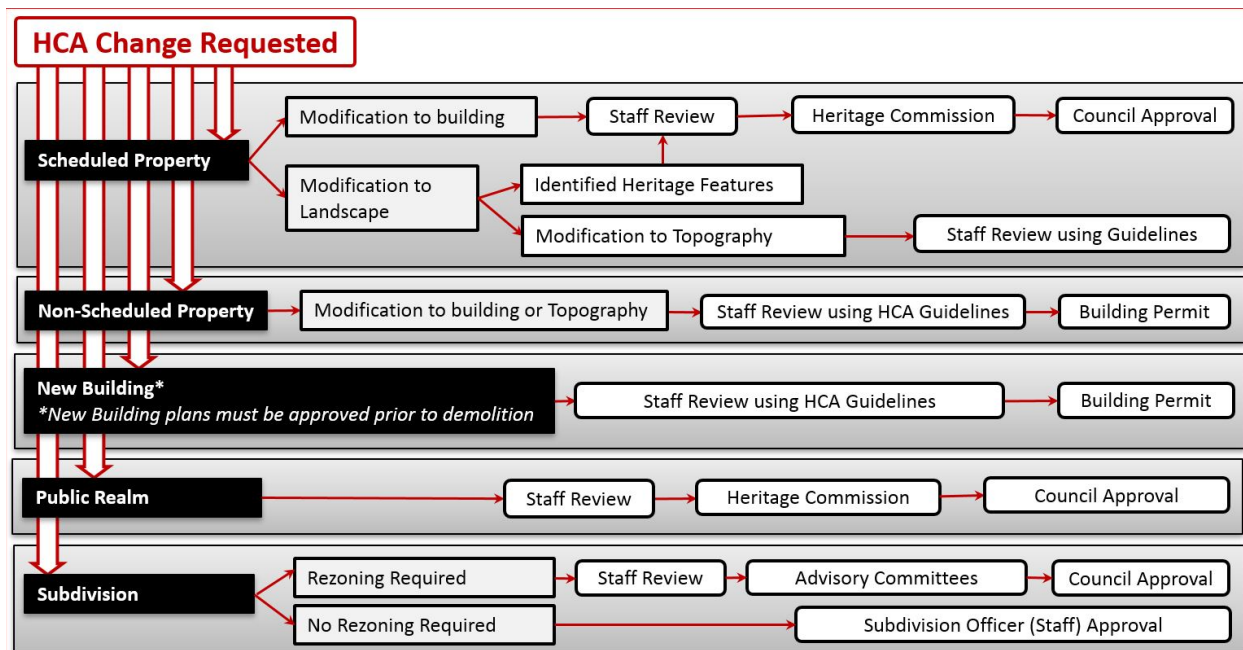 HCA Change Requested
Modification to building
Staff Review
Heritage Commission
Council Approval
Scheduled Property
Modification to
Landscape
Identified Heritage Features
Modification to Topography
Staff Review using Guidelines
Non-Scheduled Property
Modification to building or Topography
Staff Review using HCA Guidelines
Building Permit
New Building*
*New Building plans must be approved prior to demolition
Staff Review using HCA Guidelines
Building Permit
Public Realm
Staff Review
Heritage Commission
Council Approval
Subdivision
Rezoning Required
Staff Review
Advisory Committees
Council Approval
No Rezoning Required
Subdivision Officer (Staff) Approval